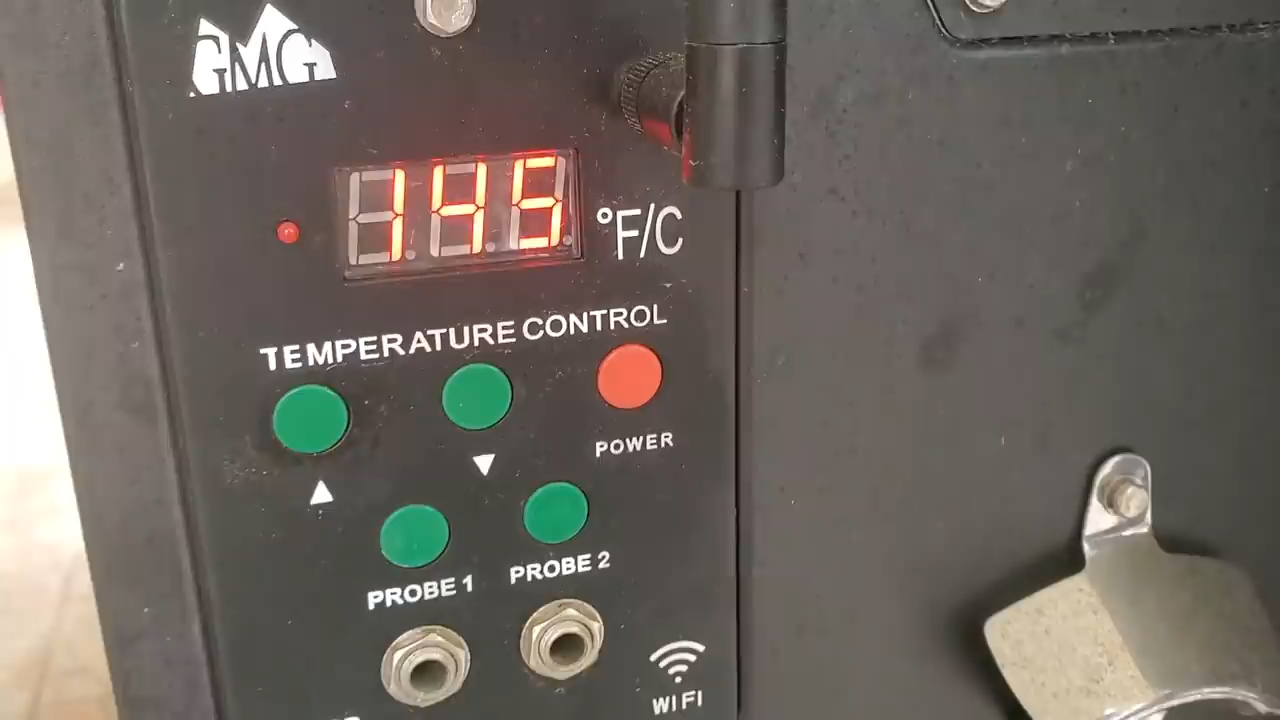 GMG
145
°F/C
TEMPERATURE CONTROL
POWER
PROBE 1
PROBE 2
WIFI